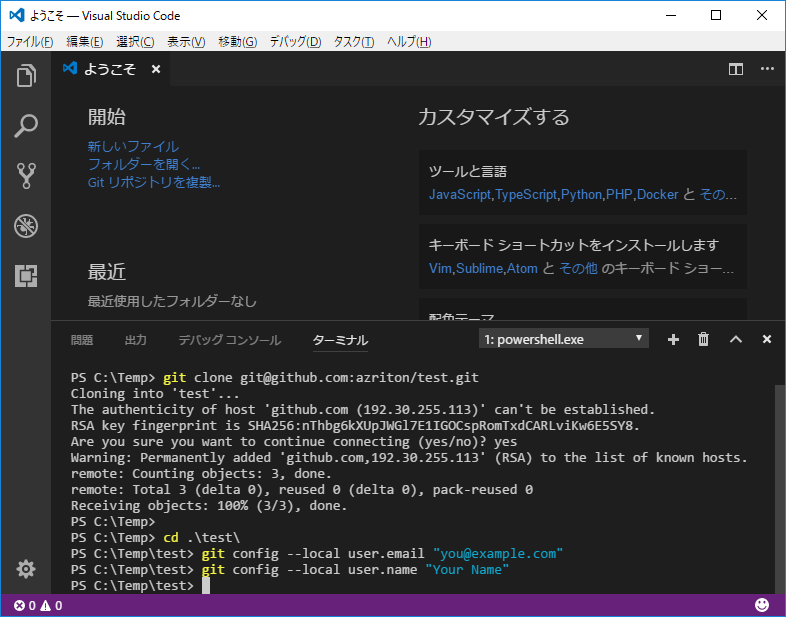 ようこそ — Visual Studio Code
ファイル(F) 編集(E) 選択(C) 表示(V) 移動(G) デバッグ(D) タスク(T) ヘルプ(H)
ようこそ
開始
新しいファイル
フォルダーを開く...
Git リポジトリを複製...
最近
最近使用したフォルダーなし
カスタマイズする
ツールと言語
JavaScript,TypeScript,Python,PHP,Docker と その...
キーボード ショートカットをインストールします
Vim,Sublime,Atom と その他 のキーボード ショー...
配色テーマ
問題 出力 デバッグ コンソール ターミナル 1: powershell.exe
PS C:\Temp> git clone git@github.com:azriton/test.git
Cloning into 'test'...
The authenticity of host 'github.com (192.30.255.113)' can't be established.
RSA key fingerprint is SHA256:nThbg6kXUpJWGl7E1IGOCspRomTxdCARLviKw6E5SY8.
Are you sure you want to continue connecting (yes/no)? yes
Warning: Permanently added 'github.com,192.30.255.113' (RSA) to the list of known hosts.
remote: Counting objects: 3, done.
remote: Total 3 (delta 0), reused 0 (delta 0), pack-reused 0
Receiving objects: 100% (3/3), done.
PS C:\Temp>
PS C:\Temp> cd .\test\
PS C:\Temp\test> git config --local user.email "you@example.com"
PS C:\Temp\test> git config --local user.name "Your Name"
PS C:\Temp\test>
0 0